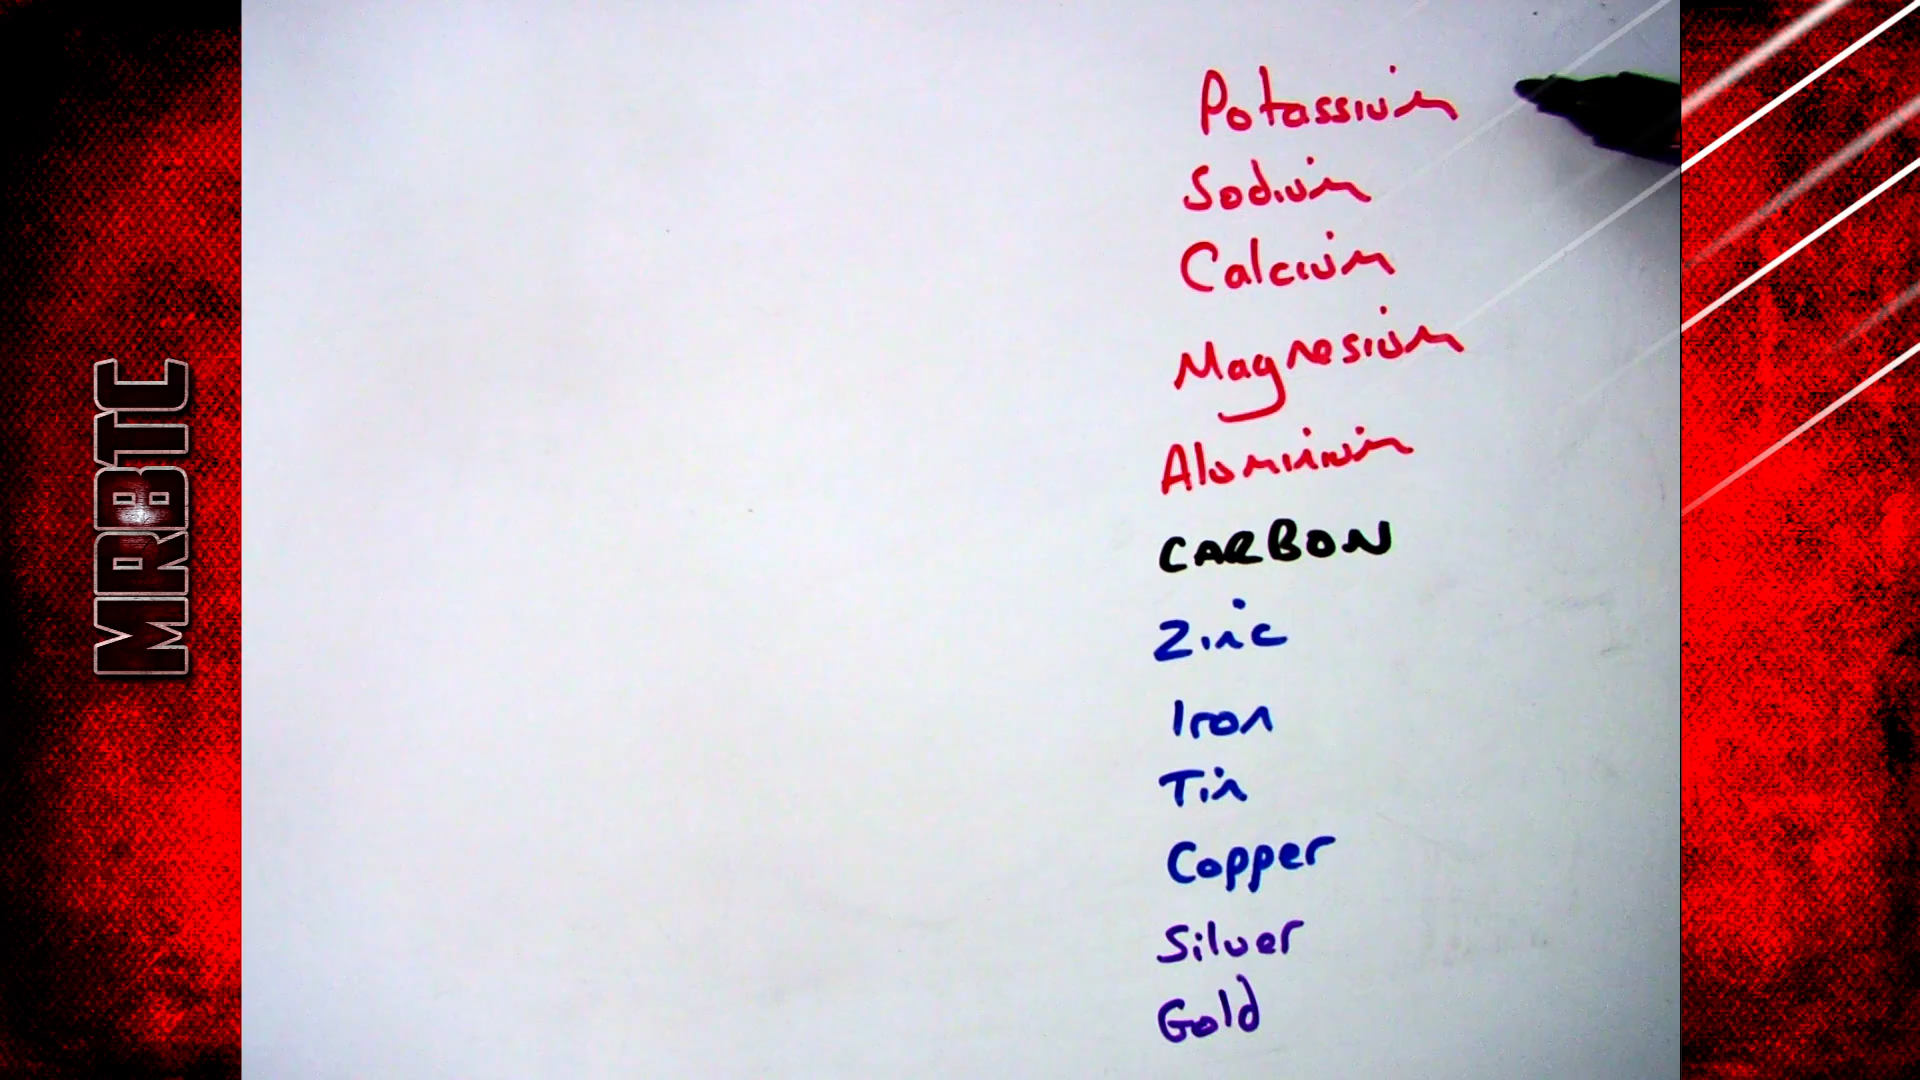 MRBTC
Potassium
Sodium
Calcium
Magnesium
Aluminium
CARBON
Zinc
Iron
Tin
Copper
Silver
Gold